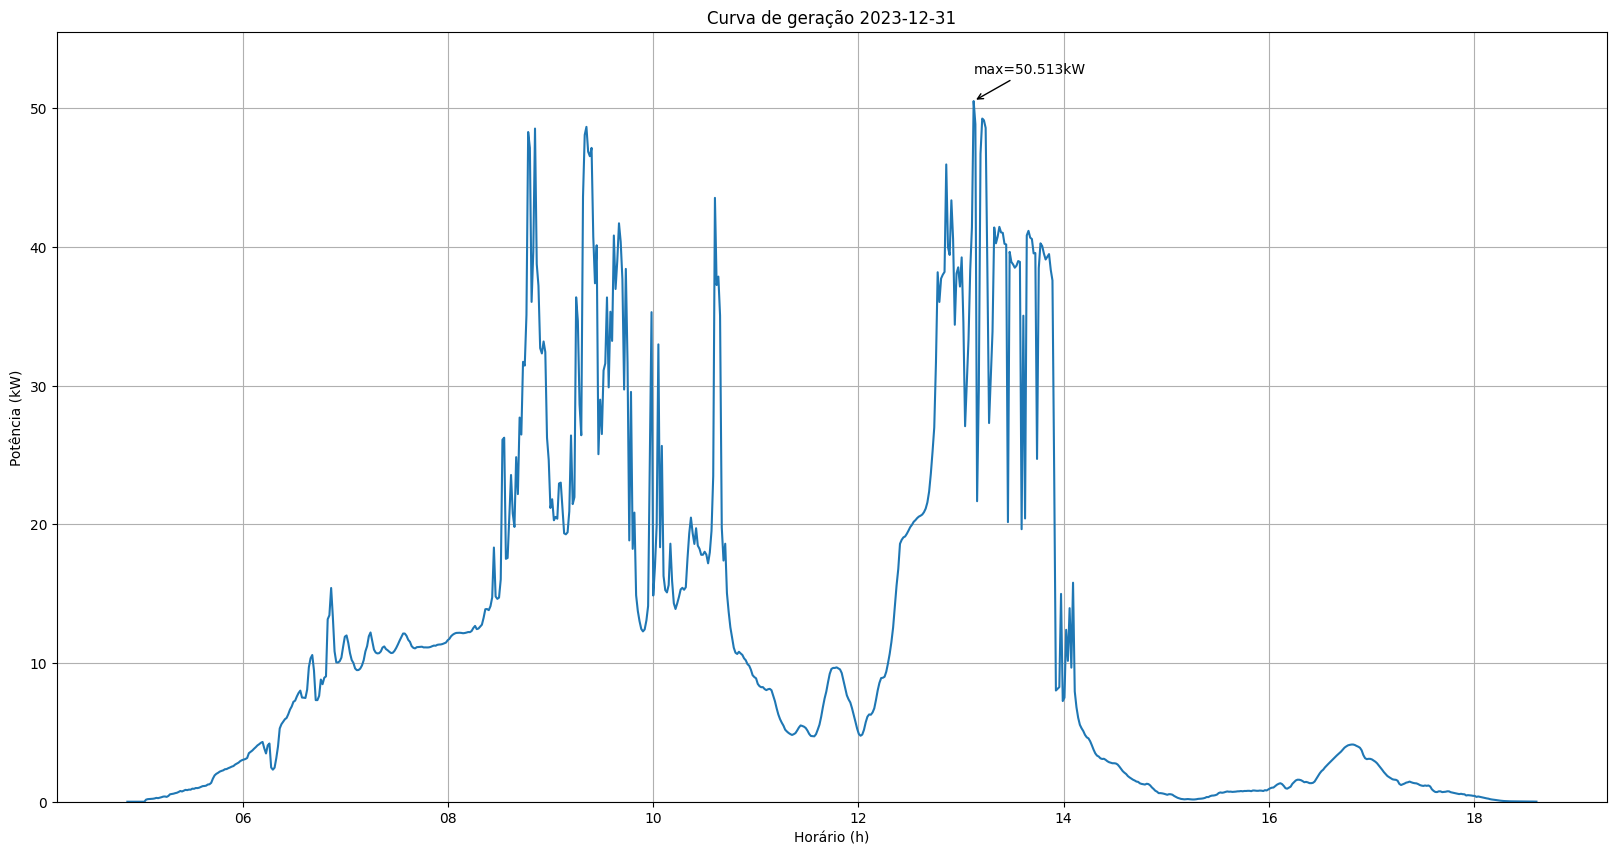 Curva de geração 2023-12-31
max=50.513kW
Potência (kW)
50
40
30
20
10
0
06 08 10 12 14 16 18
Horário (h)